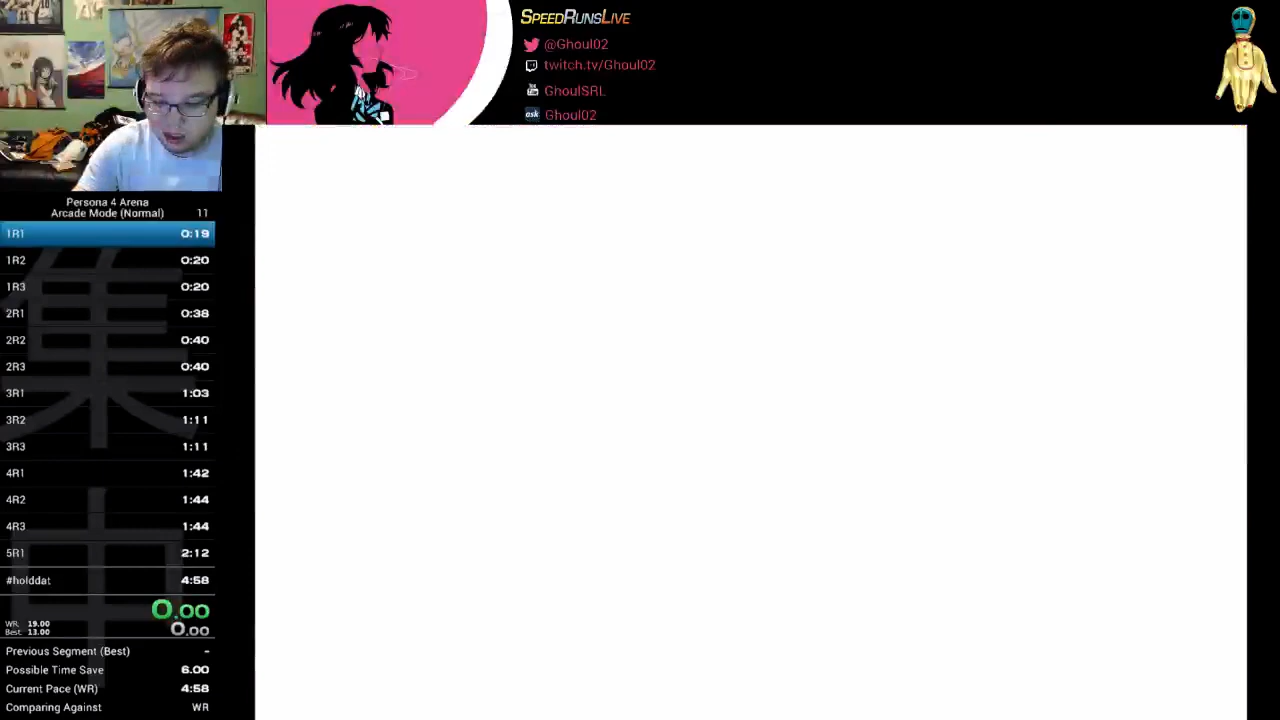 SPEEDRUNSLIVE
@Ghoul02
twitch.tv/Ghoul02
GhoulSRL
ask Ghoul02
Persona 4 Arena
Arcade Mode (Normal) 11
1R1 0:19
1R2 0:20
1R3 0:20
2R1 0:38
2R2 0:40
2R3 0:40
3R1 1:03
3R2 1:11
3R3 1:11
4R1 1:42
4R2 1:44
4R3 1:44
5R1 2:12
#holddat 4:58
0.00
WR: 19.00
Best: 13.00 0.00
Previous Segment (Best) -
Possible Time Save 6.00
Current Pace (WR) 4:58
Comparing Against WR
集中